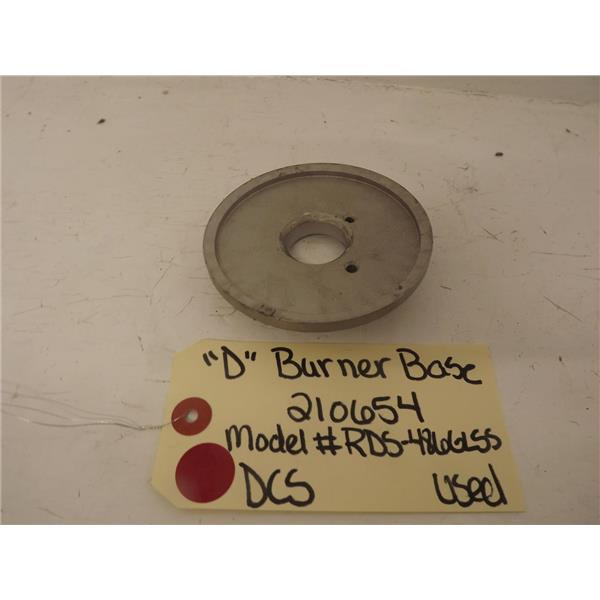 "D" Burner Base
210654
Model # RDS-486GLSS
DCS used